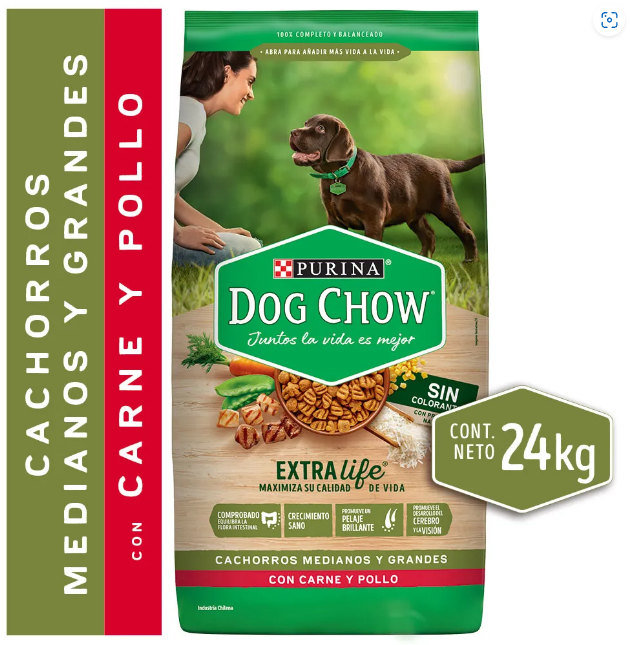 CACHORROS
MEDIANOS Y GRANDES
CON CARNE Y POLLO
100% COMPLETO Y BALANCEADO
• ABRA PARA AÑADIR MÁS VIDA A LA VIDA •
PURINA®
DOG CHOW®
Juntos la vida es mejor
SIN
COLORANT
CON
CONT.
NETO 24kg
EXTRA life®
MAXIMIZA SU CALIDAD DE VIDA
COMPROBADO
EQUILIBRA LA
FLORA INTESTINAL
CRECIMIENTO
SANO
PROMUEVE UN
PELAJE
BRILLANTE
PROMUEVE EL
DESARROLLO DEL
CEREBRO
Y LA VISIÓN
CACHORROS MEDIANOS Y GRANDES
CON CARNE Y POLLO
Industria Chilena